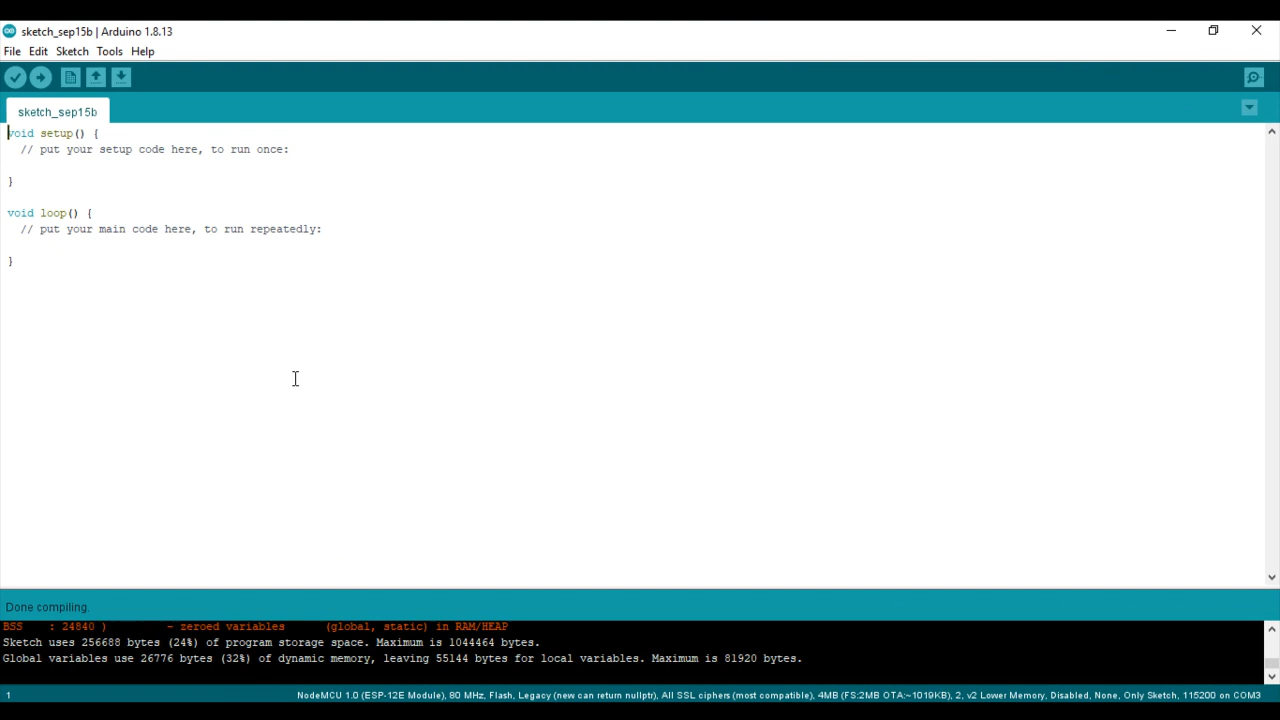 sketch_sep15b | Arduino 1.8.13
File Edit Sketch Tools Help
sketch_sep15b
void setup() {
  // put your setup code here, to run once:
}
void loop() {
  // put your main code here, to run repeatedly:
}
Done compiling.
BSS    : 24840 )         - zeroed variables      (global, static) in RAM/HEAP
Sketch uses 256688 bytes (24%) of program storage space. Maximum is 1044464 bytes.
Global variables use 26776 bytes (32%) of dynamic memory, leaving 55144 bytes for local variables. Maximum is 81920 bytes.
1 NodeMCU 1.0 (ESP-12E Module), 80 MHz, Flash, Legacy (new can return nullptr), All SSL ciphers (most compatible), 4MB (FS:2MB OTA:~1019KB), 2, v2 Lower Memory, Disabled, None, Only Sketch, 115200 on COM3